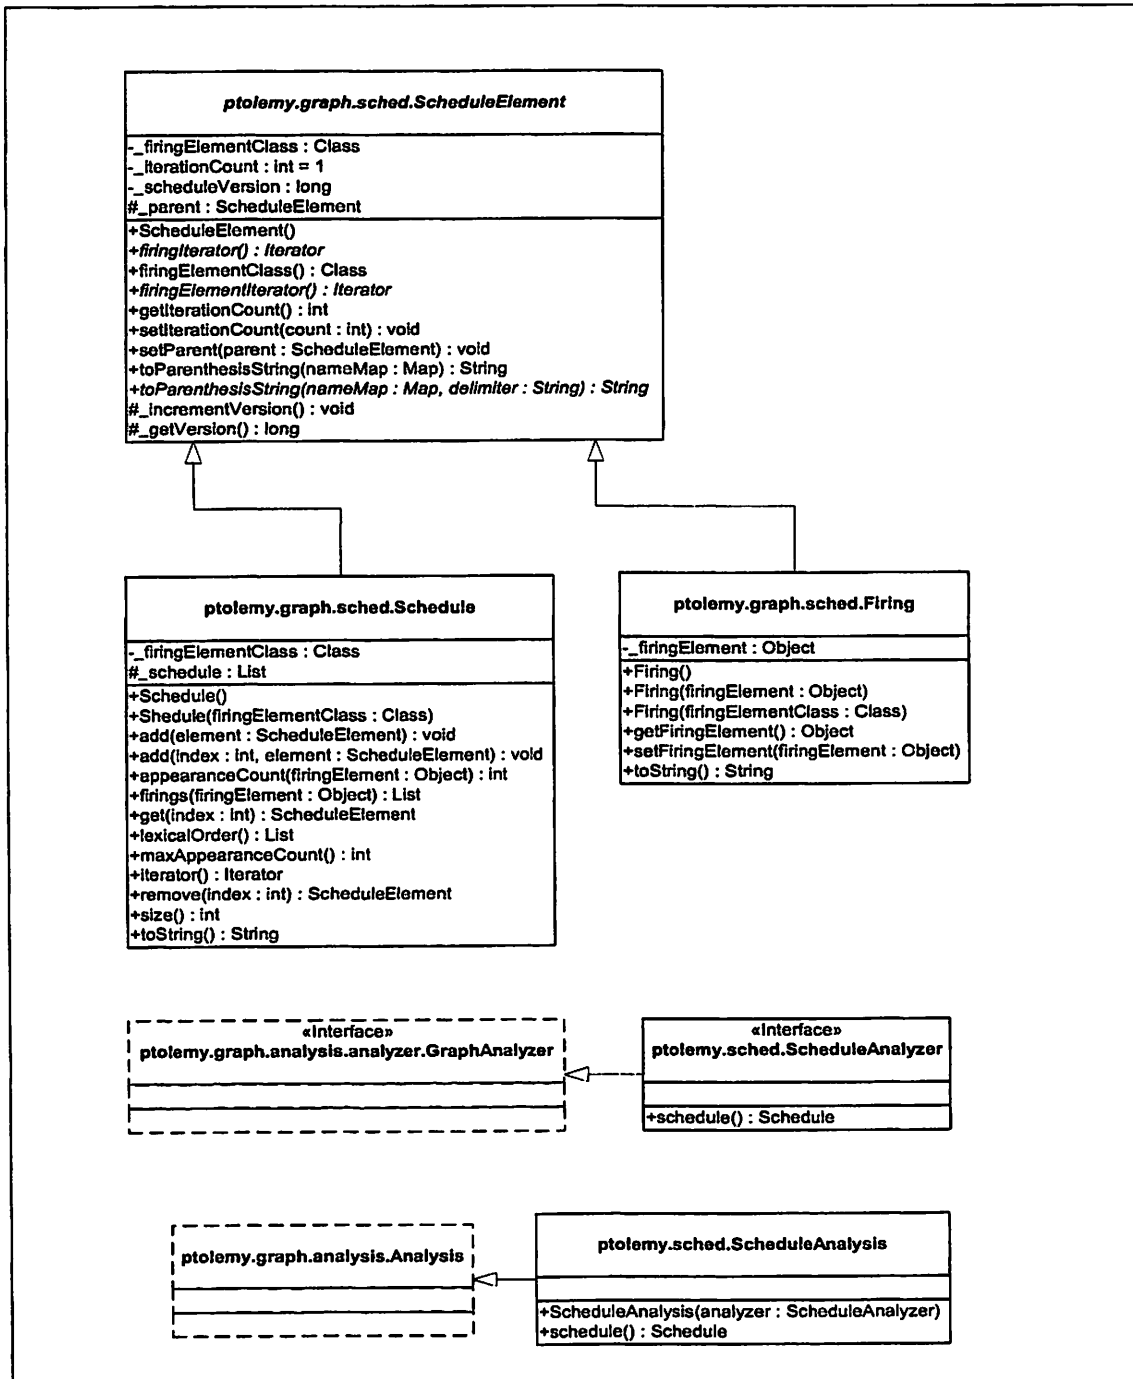 ptolemy.graph.sched.ScheduleElement
-_firingElementClass : Class
-_iterationCount : int = 1
-_scheduleVersion : long
#_parent : ScheduleElement
+ScheduleElement()
+firingIterator() : Iterator
+firingElementClass() : Class
+firingElementIterator() : Iterator
+getIterationCount() : int
+setIterationCount(count : int) : void
+setParent(parent : ScheduleElement) : void
+toParenthesisString(nameMap : Map) : String
+toParenthesisString(nameMap : Map, delimiter : String) : String
#_incrementVersion() : void
#_getVersion() : long
ptolemy.graph.sched.Schedule
-_firingElementClass : Class
#_schedule : List
+Schedule()
+Shedule(firingElementClass : Class)
+add(element : ScheduleElement) : void
+add(index : int, element : ScheduleElement) : void
+appearanceCount(firingElement : Object) : int
+firings(firingElement : Object) : List
+get(index : int) : ScheduleElement
+lexicalOrder() : List
+maxAppearanceCount() : int
+iterator() : Iterator
+remove(index : int) : ScheduleElement
+size() : int
+toString() : String
ptolemy.graph.sched.Firing
-_firingElement : Object
+Firing()
+Firing(firingElement : Object)
+Firing(firingElementClass : Class)
+getFiringElement() : Object
+setFiringElement(firingElement : Object)
+toString() : String
«Interface»
ptolemy.graph.analysis.analyzer.GraphAnalyzer
«Interface»
ptolemy.sched.ScheduleAnalyzer
+schedule() : Schedule
ptolemy.graph.analysis.Analysis
ptolemy.sched.ScheduleAnalysis
+ScheduleAnalysis(analyzer : ScheduleAnalyzer)
+schedule() : Schedule